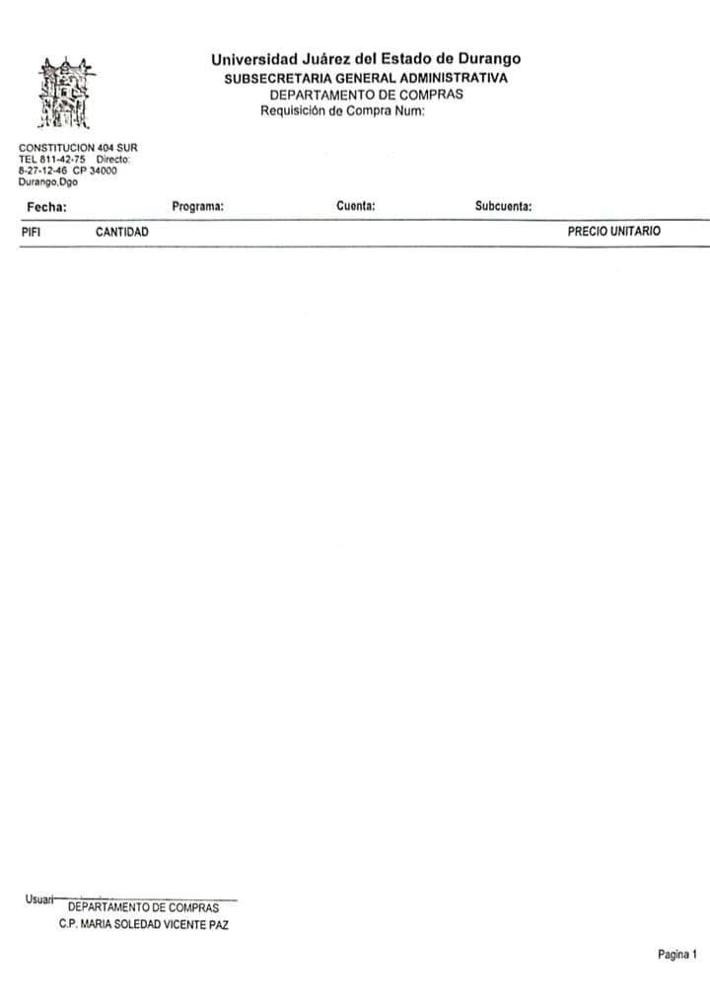 Universidad Juárez del Estado de Durango
SUBSECRETARIA GENERAL ADMINISTRATIVA
DEPARTAMENTO DE COMPRAS
Requisición de Compra Num:
CONSTITUCION 404 SUR
TEL 811-42-75 Directo:
8-27-12-46 CP 34000
Durango,Dgo
Fecha: Programa: Cuenta: Subcuenta:
PIFI CANTIDAD PRECIO UNITARIO
Usuari
DEPARTAMENTO DE COMPRAS
C.P. MARIA SOLEDAD VICENTE PAZ
Pagina 1